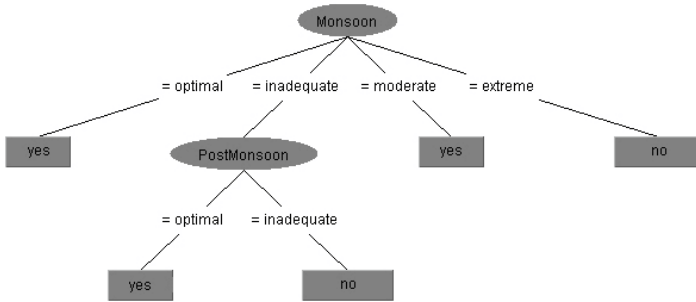 Monsoon
= optimal = inadequate = moderate = extreme
yes PostMonsoon yes no
= optimal = inadequate
yes no